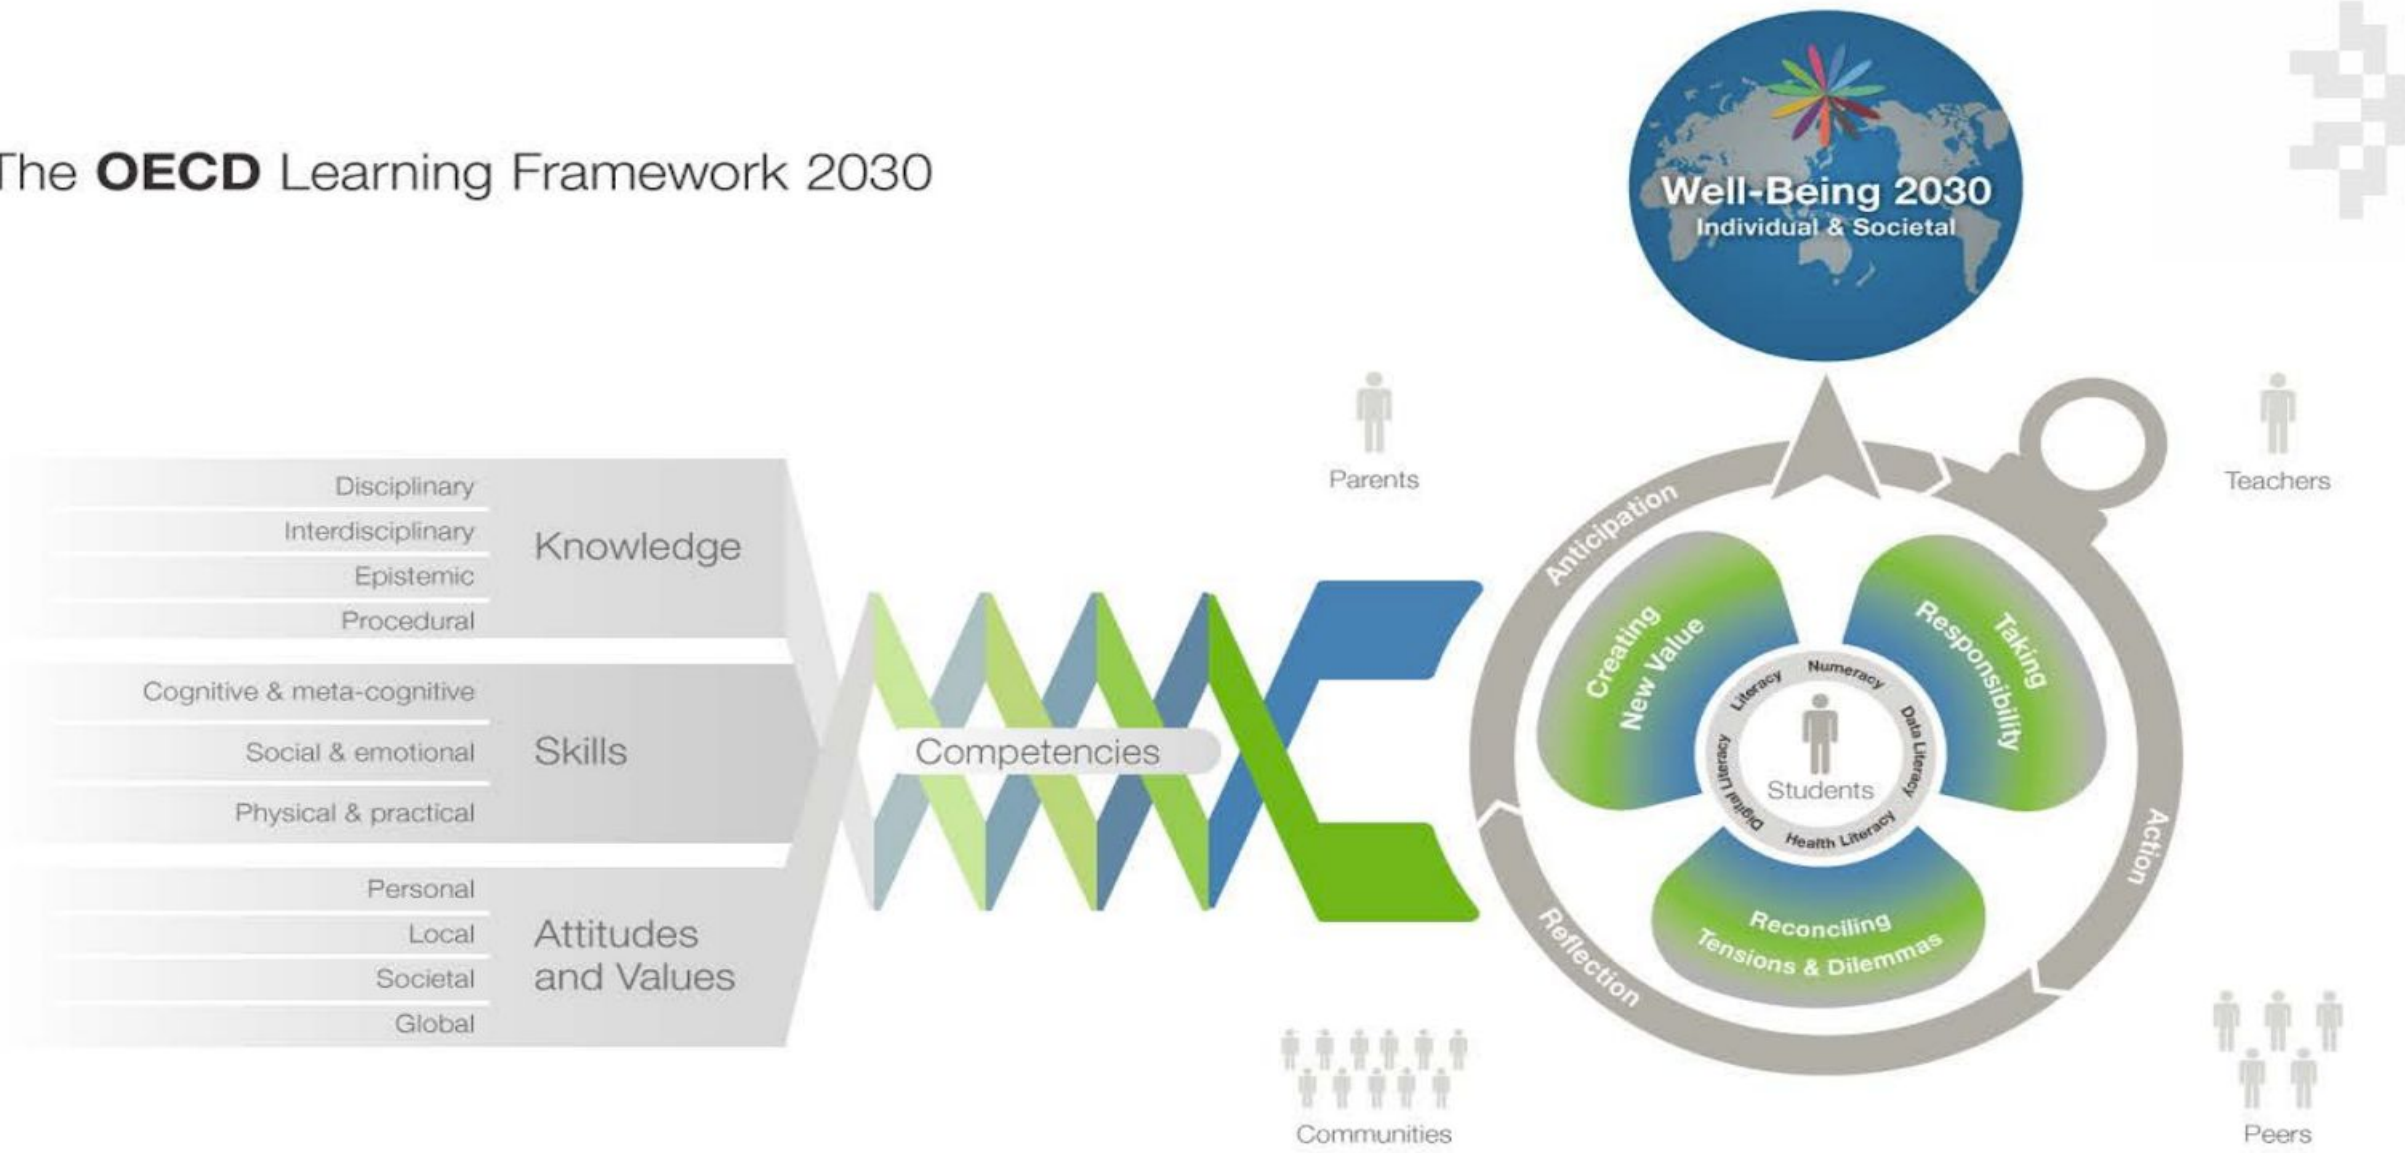 The OECD Learning Framework 2030
Well-Being 2030
Individual & Societal
Disciplinary
Interdisciplinary
Epistemic
Procedural
Knowledge
Cognitive & meta-cognitive
Social & emotional
Physical & practical
Skills
Personal
Local
Societal
Global
Attitudes
and Values
Competencies
Parents
Teachers
Anticipation
Action
Reflection
Creating
New Value
Taking
Responsibility
Reconciling
Tensions & Dilemmas
Literacy
Numeracy
Data Literacy
Health Literacy
Digital Literacy
Students
Communities
Peers